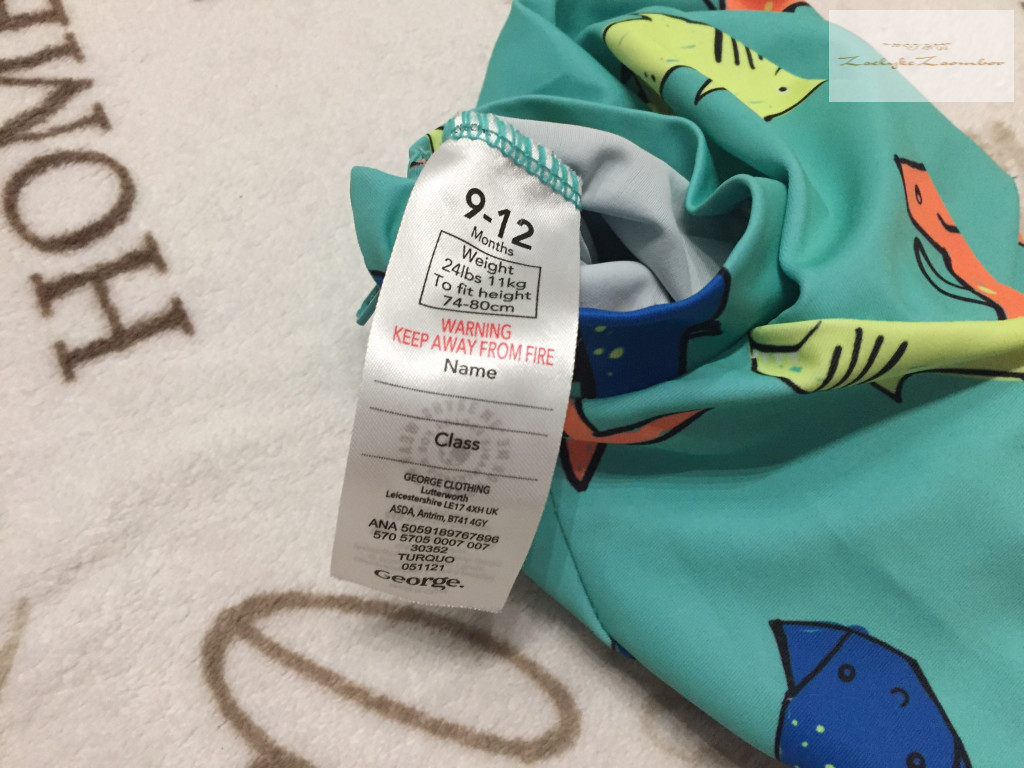 HOME
9-12
Months
Weight
24lbs 11kg
To fit height
74-80cm
WARNING
KEEP AWAY FROM FIRE
Name
Class
GEORGE CLOTHING
Lutterworth
Leicestershire LE17 4XH UK
ASDA, Antrim, BT41 4GY
ANA 5059189767896
570 5705 0007 007
30352
TURQUO
051121
George.